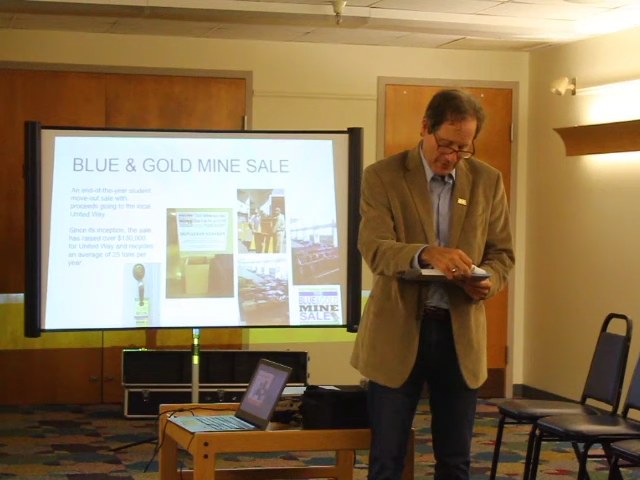 BLUE & GOLD MINE SALE
An end-of-the-year student
move-out sale with
proceeds going to the local
United Way
Since its inception, the sale
has raised over $130,000
for United Way and recycles
an average of 25 tons per
year
BLUE&GOLD
MINE
SALE